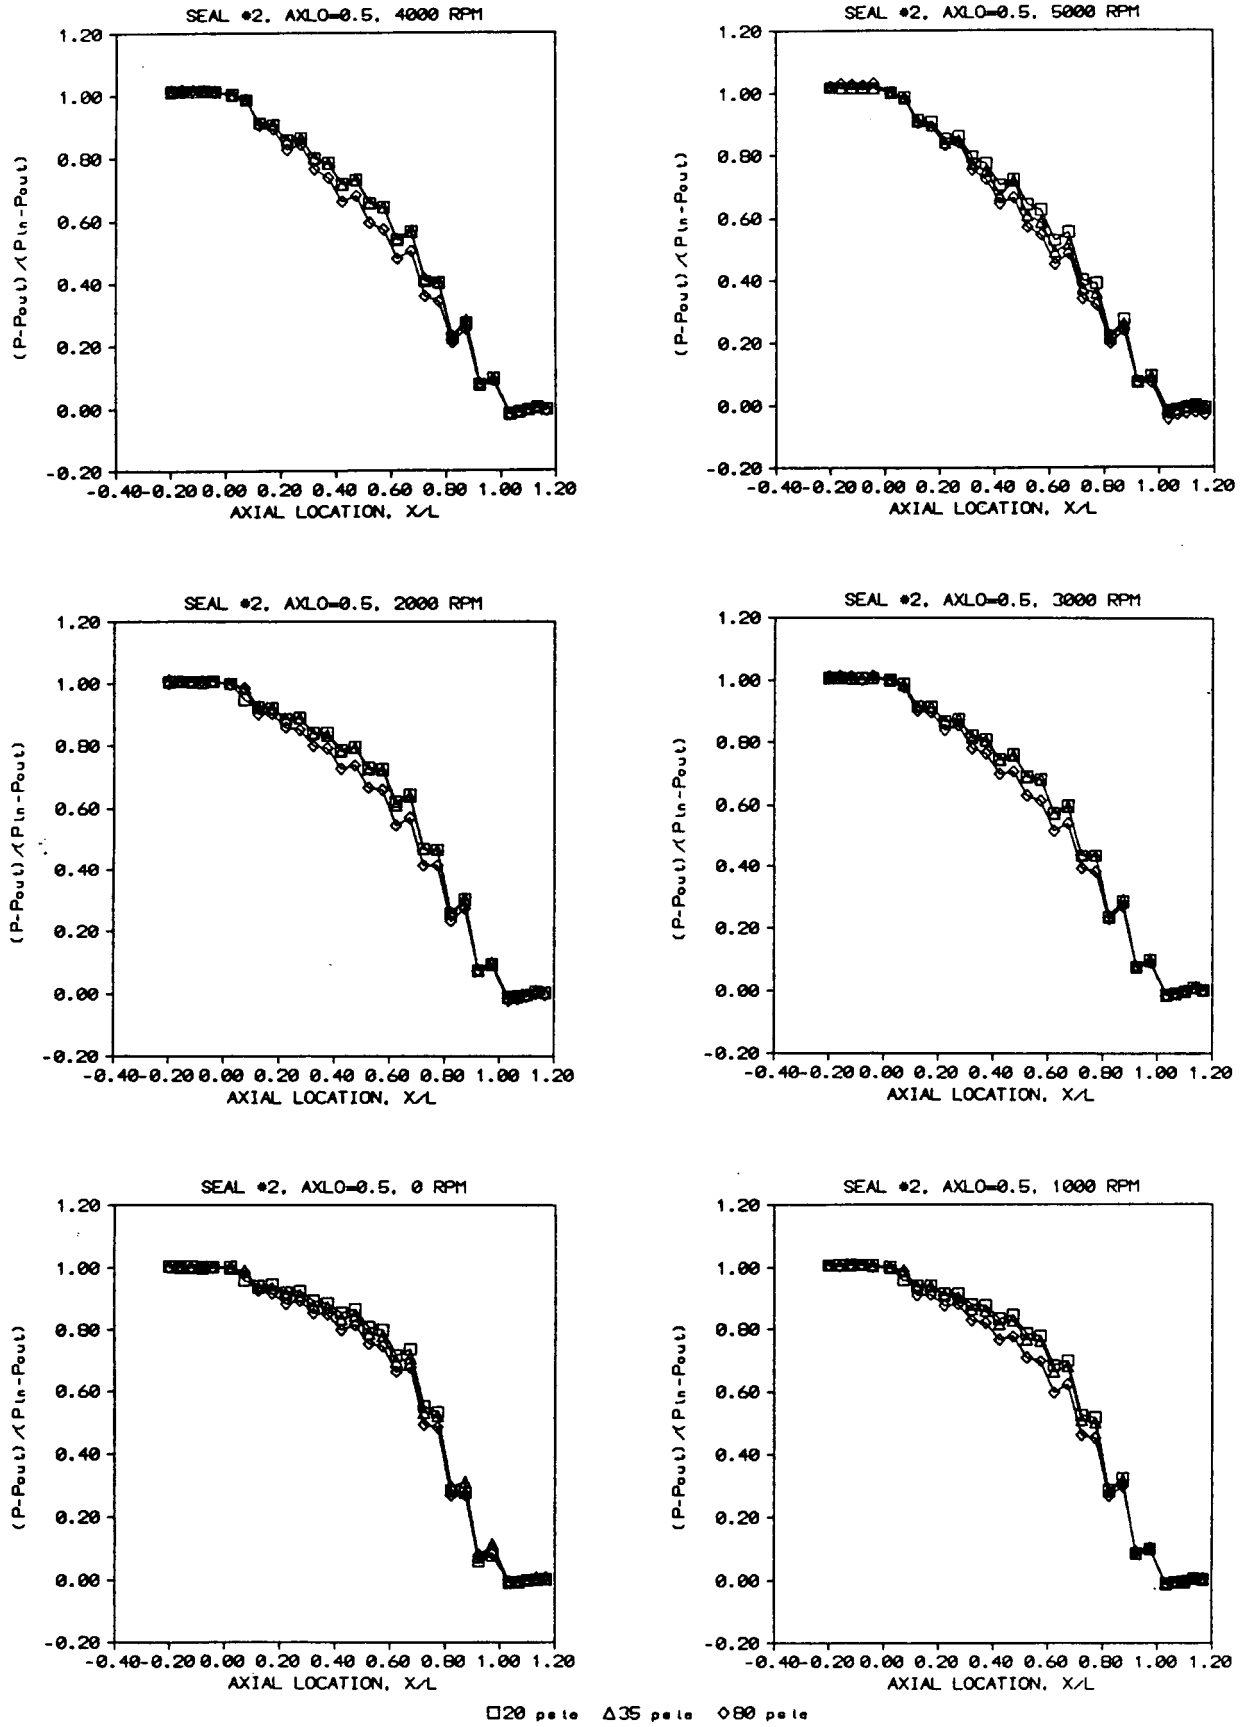 SEAL #2, AXLO=0.5, 4000 RPM
1.20
1.00
0.80
0.60
0.40
0.20
0.00
-0.20
(P-Pout)/(Pin-Pout)
-0.40-0.20 0.00 0.20 0.40 0.60 0.80 1.00 1.20
AXIAL LOCATION, X/L
SEAL #2, AXLO=0.5, 5000 RPM
1.20
1.00
0.80
0.60
0.40
0.20
0.00
-0.20
(P-Pout)/(Pin-Pout)
-0.40-0.20 0.00 0.20 0.40 0.60 0.80 1.00 1.20
AXIAL LOCATION, X/L
SEAL #2, AXLO=0.5, 2000 RPM
1.20
1.00
0.80
0.60
0.40
0.20
0.00
-0.20
(P-Pout)/(Pin-Pout)
-0.40-0.20 0.00 0.20 0.40 0.60 0.80 1.00 1.20
AXIAL LOCATION, X/L
SEAL #2, AXLO=0.5, 3000 RPM
1.20
1.00
0.80
0.60
0.40
0.20
0.00
-0.20
(P-Pout)/(Pin-Pout)
-0.40-0.20 0.00 0.20 0.40 0.60 0.80 1.00 1.20
AXIAL LOCATION, X/L
SEAL #2, AXLO=0.5, 0 RPM
1.20
1.00
0.80
0.60
0.40
0.20
0.00
-0.20
(P-Pout)/(Pin-Pout)
-0.40-0.20 0.00 0.20 0.40 0.60 0.80 1.00 1.20
AXIAL LOCATION, X/L
SEAL #2, AXLO=0.5, 1000 RPM
1.20
1.00
0.80
0.60
0.40
0.20
0.00
-0.20
(P-Pout)/(Pin-Pout)
-0.40-0.20 0.00 0.20 0.40 0.60 0.80 1.00 1.20
AXIAL LOCATION, X/L
20 psia 35 psia 80 psia